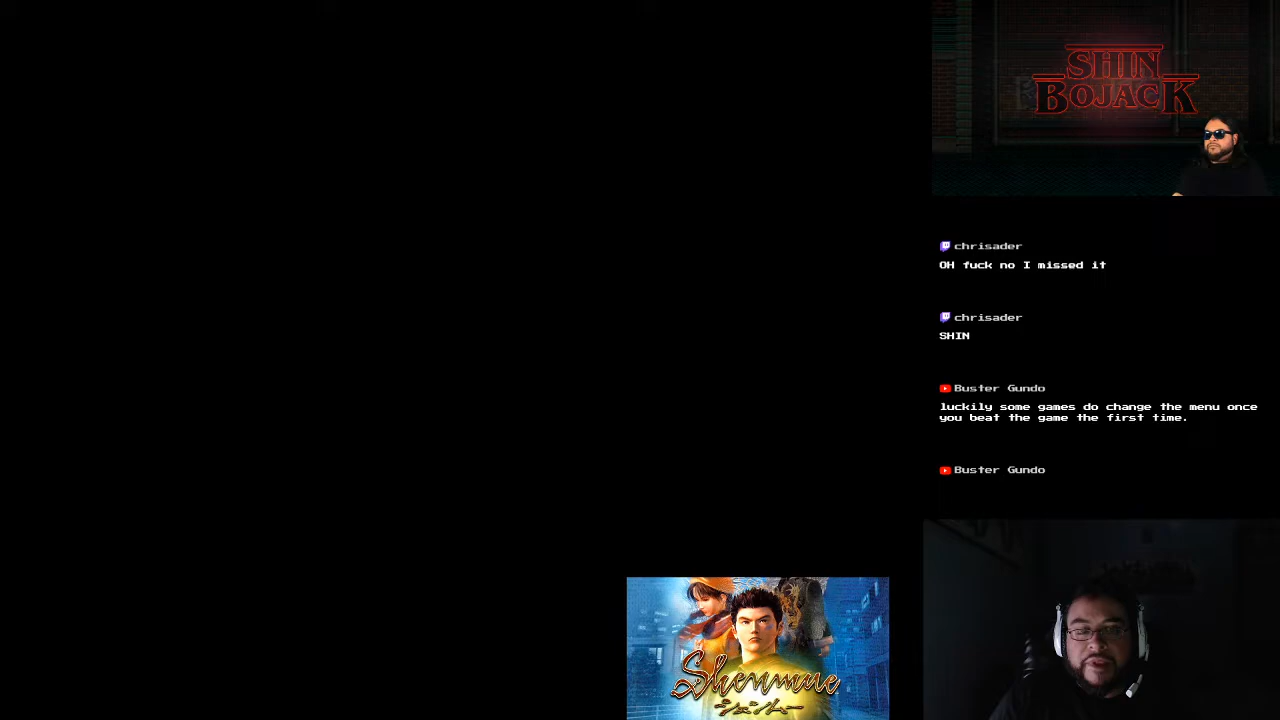 SHIN
BOJACK
chrisader
OH fuck no I missed it
chrisader
SHIN
Buster Gundo
luckily some games do change the menu once
you beat the game the first time.
Buster Gundo
Shenmue
シェンムー